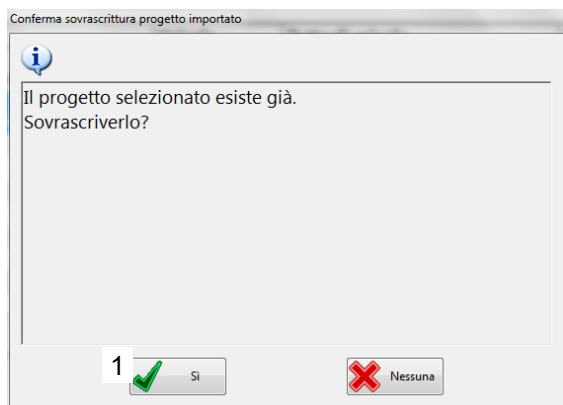 Conferma sovrascrittura progetto importato
Il progetto selezionato esiste già.
Sovrascriverlo?
1 Sì Nessuna